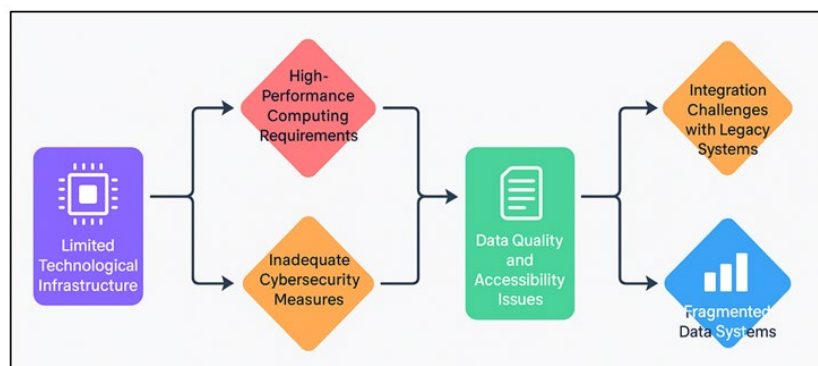 Limited
Technological
Infrastructure
High-
Performance
Computing
Requirements
Inadequate
Cybersecurity
Measures
Data Quality
and
Accessibility
Issues
Integration
Challenges
with Legacy
Systems
Fragmented
Data Systems